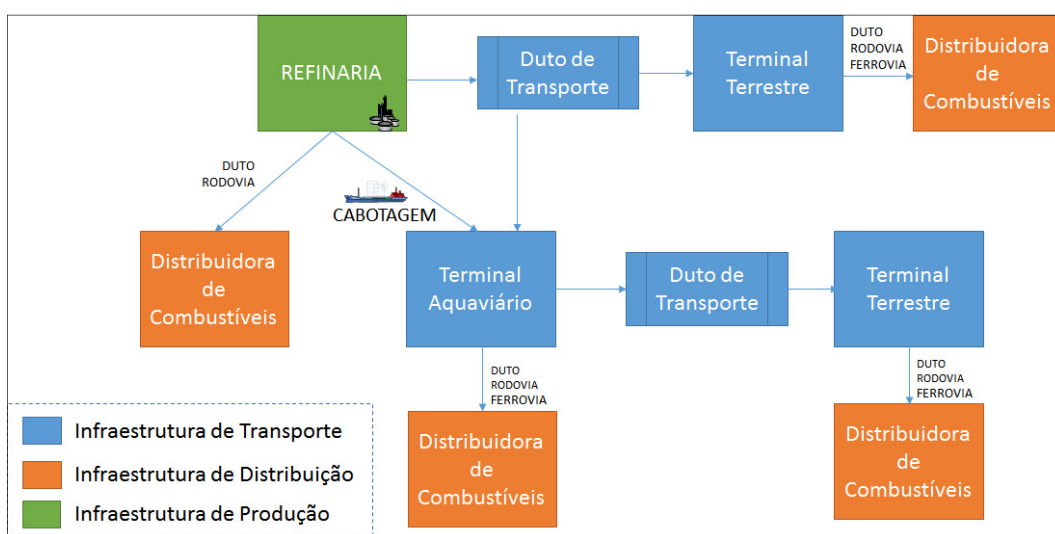 REFINARIA
Duto de
Transporte
Terminal
Terrestre
DUTO
RODOVIA
FERROVIA
Distribuidora
de
Combustíveis
DUTO
RODOVIA
CABOTAGEM
Distribuidora
de
Combustíveis
Terminal
Aquaviário
Duto de
Transporte
Terminal
Terrestre
DUTO
RODOVIA
FERROVIA
DUTO
RODOVIA
FERROVIA
Distribuidora
de
Combustíveis
Distribuidora
de
Combustíveis
Infraestrutura de Transporte
Infraestrutura de Distribuição
Infraestrutura de Produção